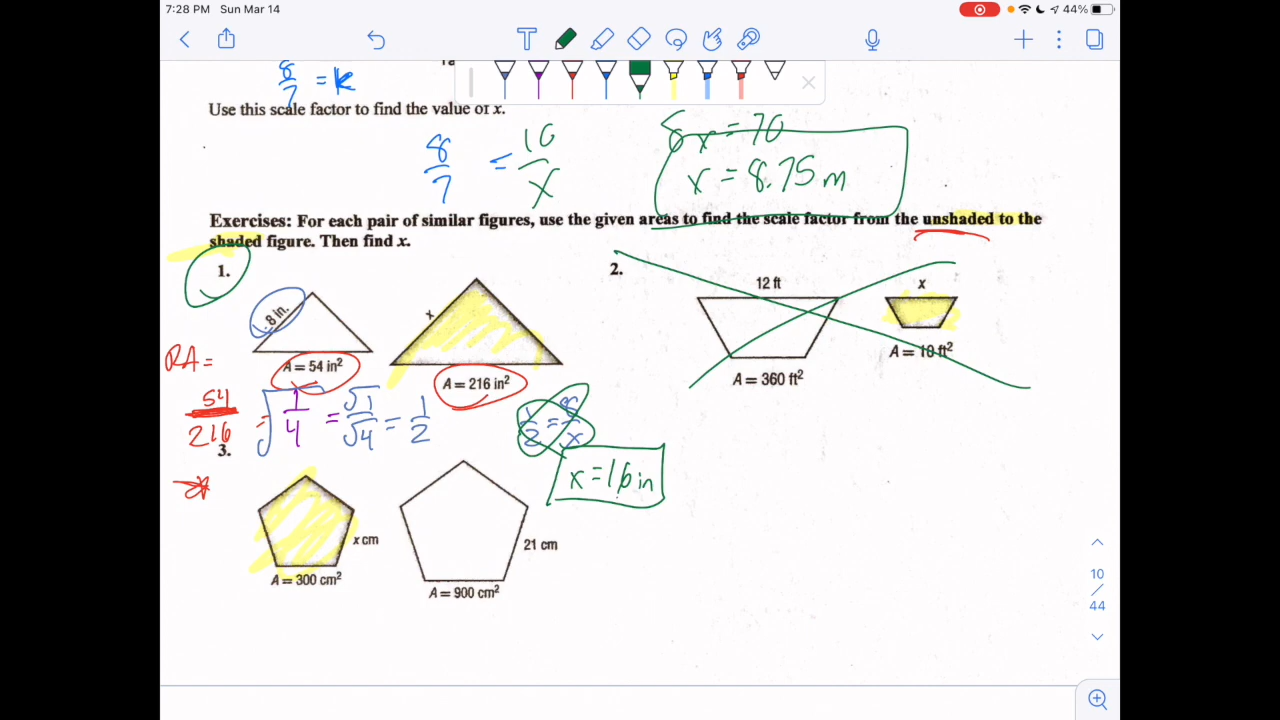 7:28 PM Sun Mar 14
44%
8/7 = k
Use this scale factor to find the value of x.
8/7 = 10/x
8x = 70
x = 8.75 m
Exercises: For each pair of similar figures, use the given areas to find the scale factor from the unshaded to the
shaded figure. Then find x.
1.
8 in.
A = 54 in²
x
A = 216 in²
RA =
54/216 = √1/4 = √1/√4 = 1/2
1/2 = 8/x
x = 16 in
2.
12 ft
A = 360 ft²
x
A = 10 ft²
3.
x cm
A = 300 cm²
21 cm
A = 900 cm²
T
10
/
44